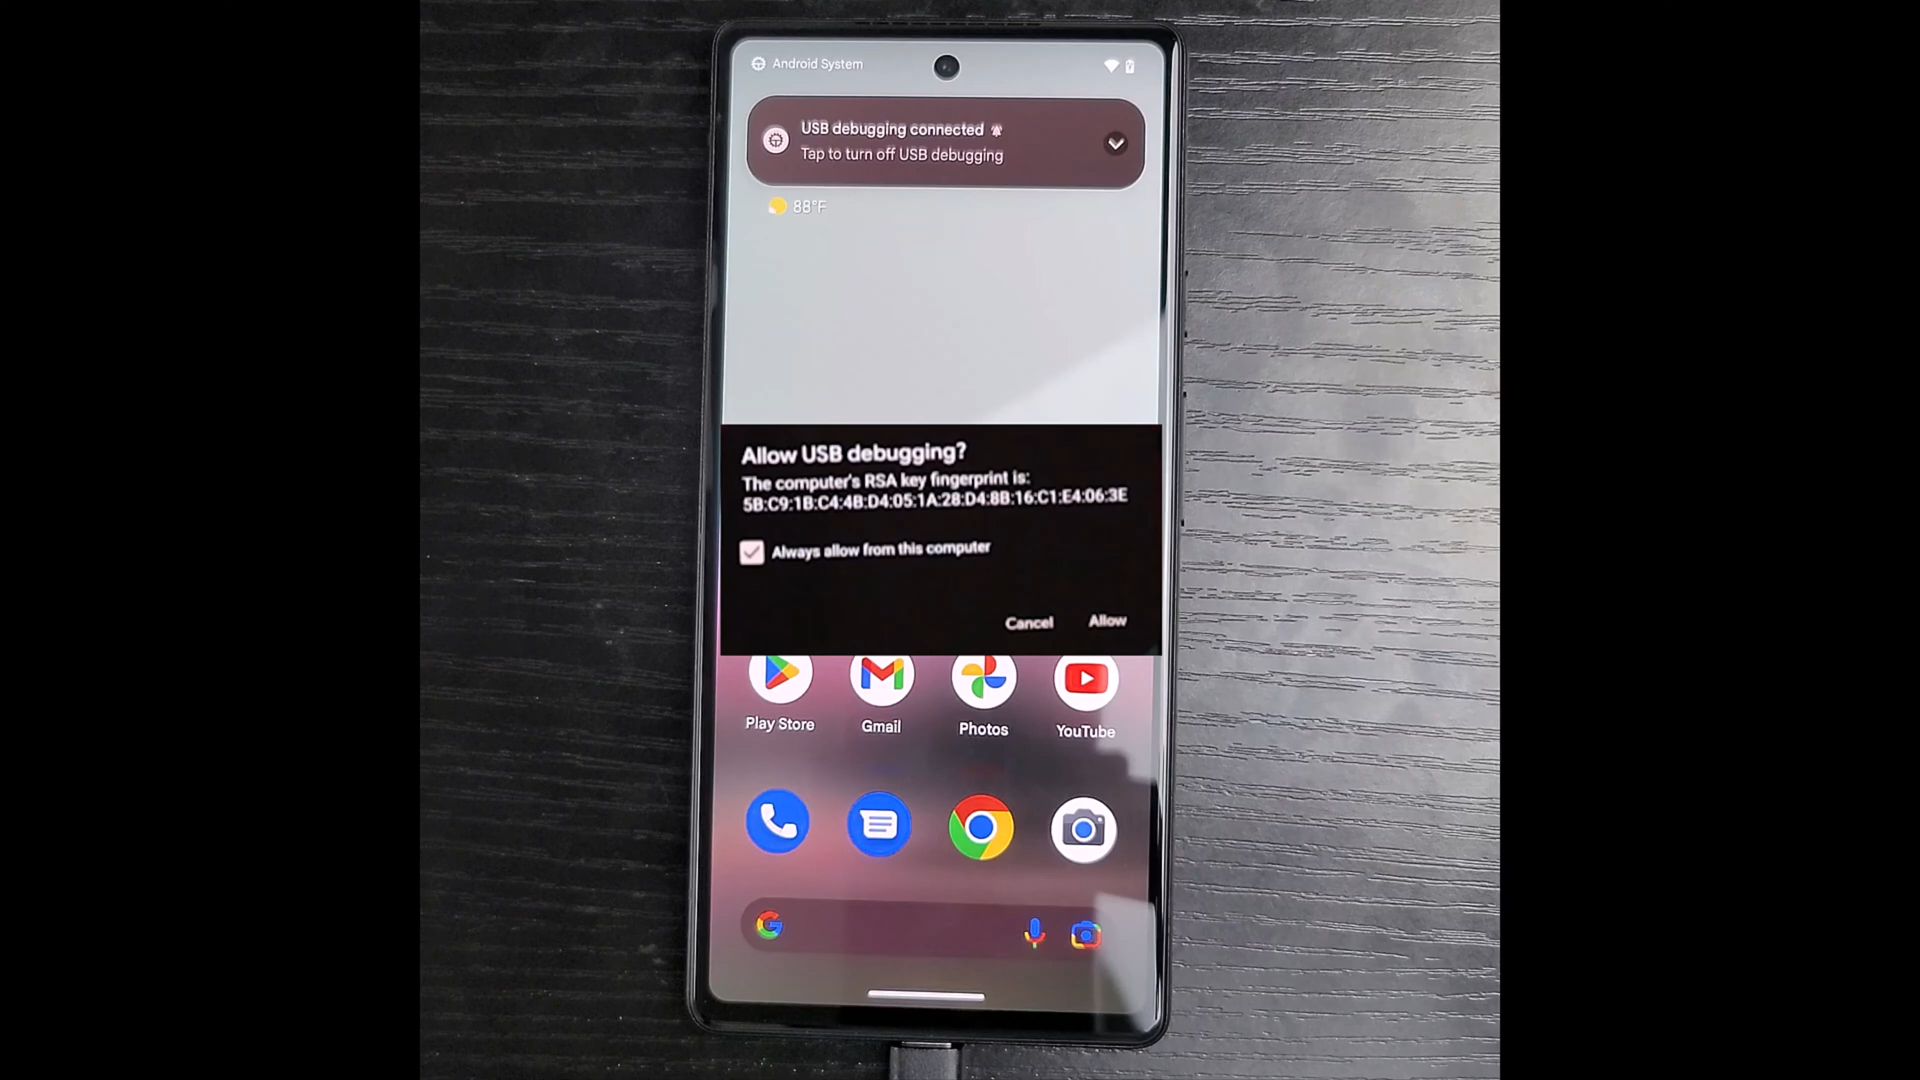 Android System
USB debugging connected
Tap to turn off USB debugging
88°F
Allow USB debugging?
The computer's RSA key fingerprint is:
5B:C9:1B:C4:4B:D4:05:1A:28:D4:8B:16:C1:E4:06:3E
Always allow from this computer
Cancel Allow
Play Store Gmail Photos YouTube